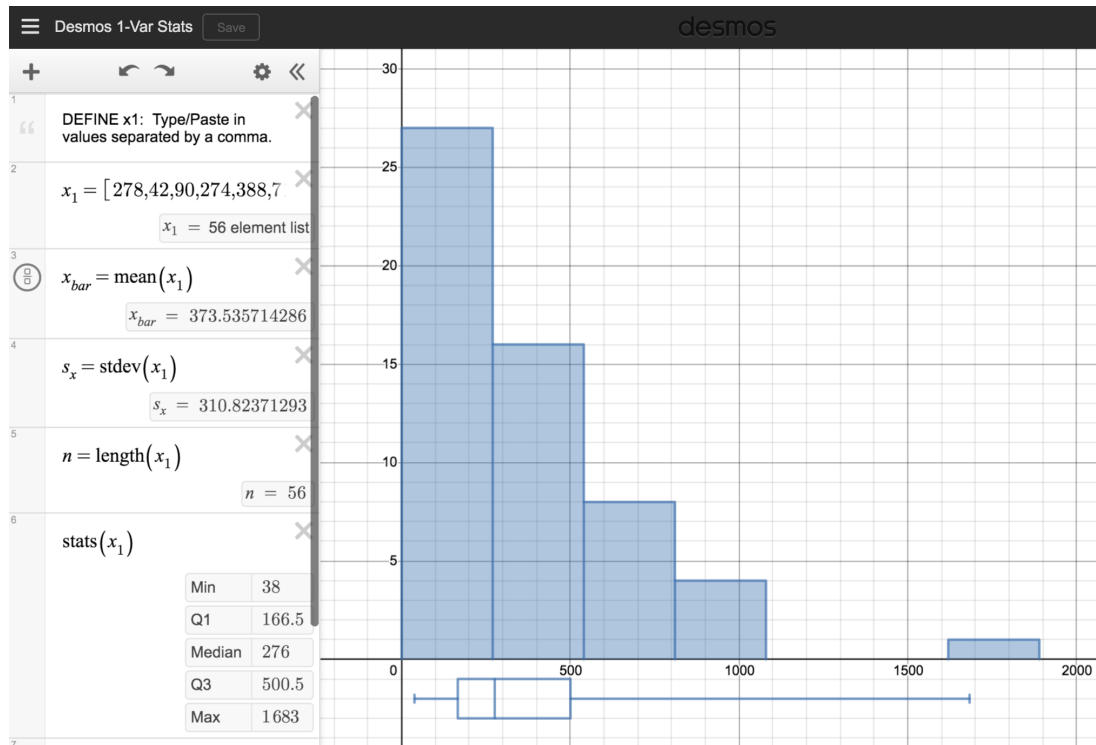 Desmos 1-Var Stats Save desmos
1
“ DEFINE x1: Type/Paste in
values separated by a comma.
2
x₁ = [278,42,90,274,388,7
x₁ = 56 element list
3
x_bar = mean(x₁)
x_bar = 373.535714286
4
sₓ = stdev(x₁)
sₓ = 310.82371293
5
n = length(x₁)
n = 56
6
stats(x₁)
Min 38
Q1 166.5
Median 276
Q3 500.5
Max 1683
7
30
25
20
15
10
5
0 500 1000 1500 2000